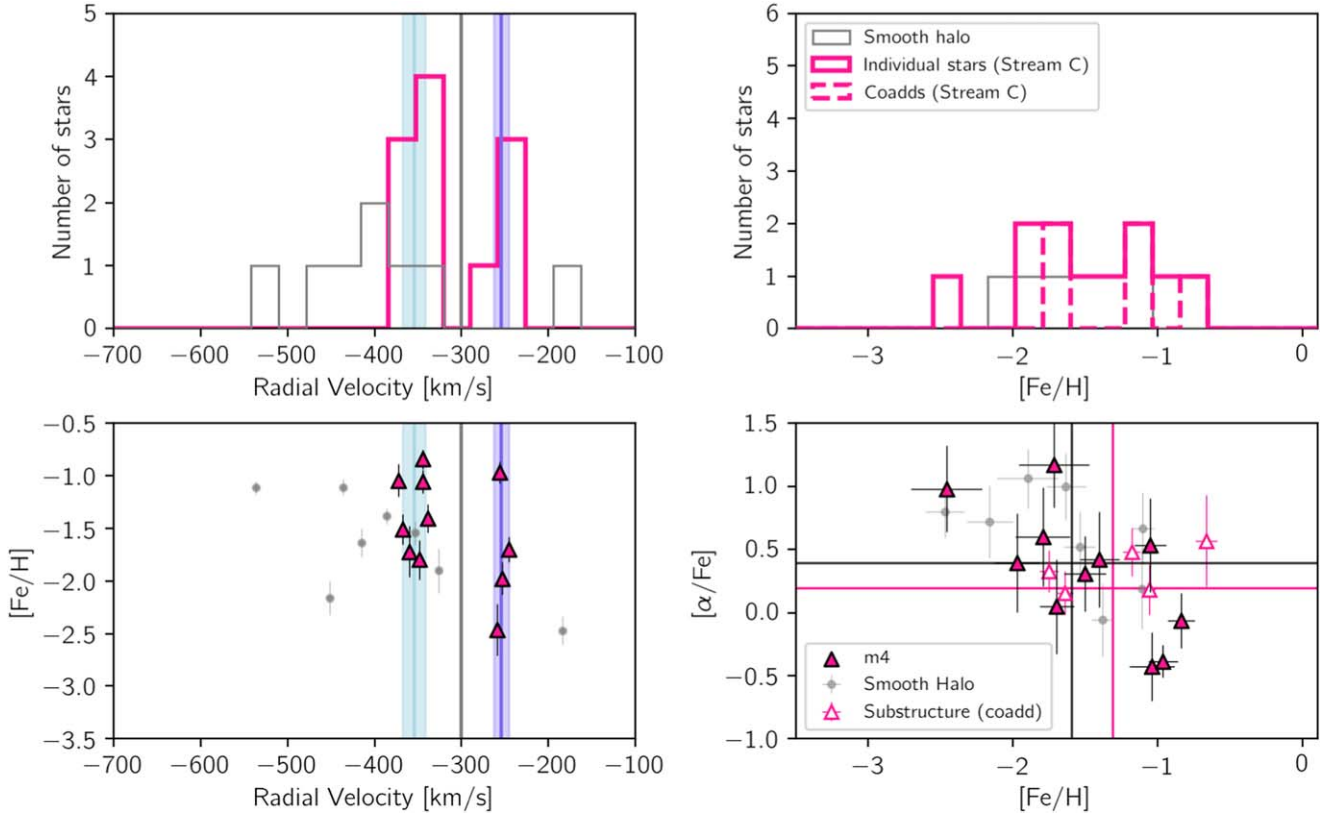 5
4
3
2
1
0
Number of stars
−700 −600 −500 −400 −300 −200 −100
Radial Velocity [km/s]
6
5
4
3
2
1
0
Number of stars
Smooth halo
Individual stars (Stream C)
Coadds (Stream C)
−3 −2 −1 0
[Fe/H]
−0.5
−1.0
−1.5
−2.0
−2.5
−3.0
−3.5
[Fe/H]
−700 −600 −500 −400 −300 −200 −100
Radial Velocity [km/s]
1.5
1.0
0.5
0.0
−0.5
−1.0
[α/Fe]
m4
Smooth Halo
Substructure (coadd)
−3 −2 −1 0
[Fe/H]